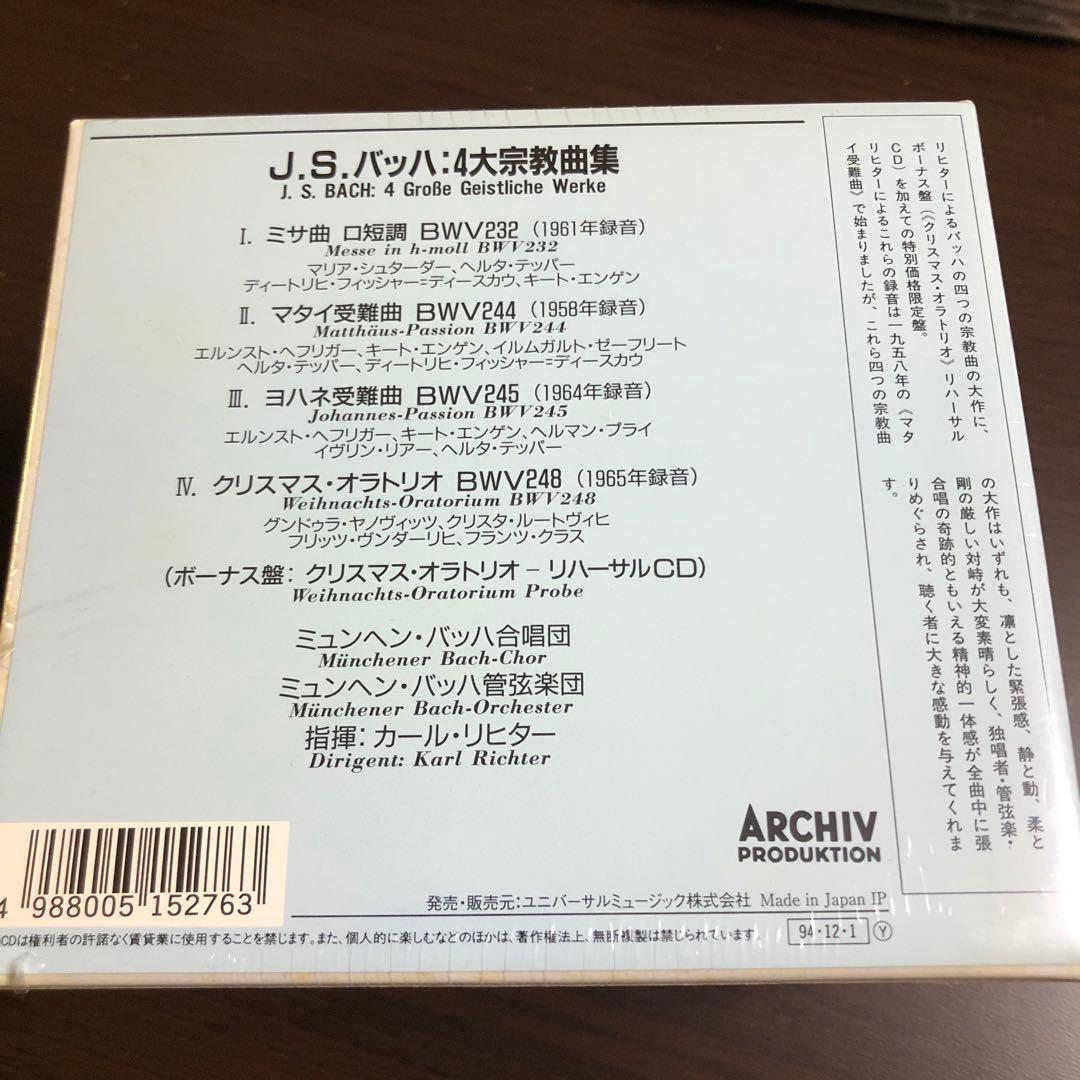 J.S.バッハ:4大宗教曲集
J. S. BACH: 4 Große Geistliche Werke
I. ミサ曲 ロ短調 BWV232 (1961年録音)
Messe in h-moll BWV232
マリア・シュターダー、ヘルタ・テッパー
ディートリヒ・フィッシャー=ディースカウ、キート・エンゲン
II. マタイ受難曲 BWV244 (1958年録音)
Matthäus-Passion BWV244
エルンスト・ヘフリガー、キート・エンゲン、イルムガルト・ゼーフリート
ヘルタ・テッパー、ディートリヒ・フィッシャー=ディースカウ
III. ヨハネ受難曲 BWV245 (1964年録音)
Johannes-Passion BWV245
エルンスト・ヘフリガー、キート・エンゲン、ヘルマン・プライ
イヴリン・リアー、ヘルタ・テッパー
IV. クリスマス・オラトリオ BWV248 (1965年録音)
Weihnachts-Oratorium BWV248
グンドゥラ・ヤノヴィッツ、クリスタ・ルートヴィヒ
フリッツ・ヴンダーリヒ、フランツ・クラス
(ボーナス盤: クリスマス・オラトリオ – リハーサルCD)
Weihnachts-Oratorium Probe
ミュンヘン・バッハ合唱団
Münchener Bach-Chor
ミュンヘン・バッハ管弦楽団
Münchener Bach-Orchester
指揮: カール・リヒター
Dirigent: Karl Richter
リヒターによるバッハの四つの宗教曲の大作に、
ボーナス盤(《クリスマス・オラトリオ》リハーサル
CD)を加えての特別価格限定盤。
リヒターによるこれらの録音は一九五八年の《マタ
イ受難曲》で始まりましたが、これら四つの宗教曲
の大作はいずれも、凛とした緊張感、静と動、柔と
剛の厳しい対峙が大変素晴らしく、独唱者・管弦楽・
合唱の奇跡的ともいえる精神的一体感が全曲中に張
りめぐらされ、聴く者に大きな感動を与えてくれま
す。
ARCHIV
PRODUKTION
4 988005 152763
発売・販売元:ユニバーサルミュージック株式会社 Made in Japan IP
CDは権利者の許諾なく賃貸業に使用することを禁じます。また、個人的に楽しむなどのほかは、著作権法上、無断複製は禁じられています。
94・12・1 Y